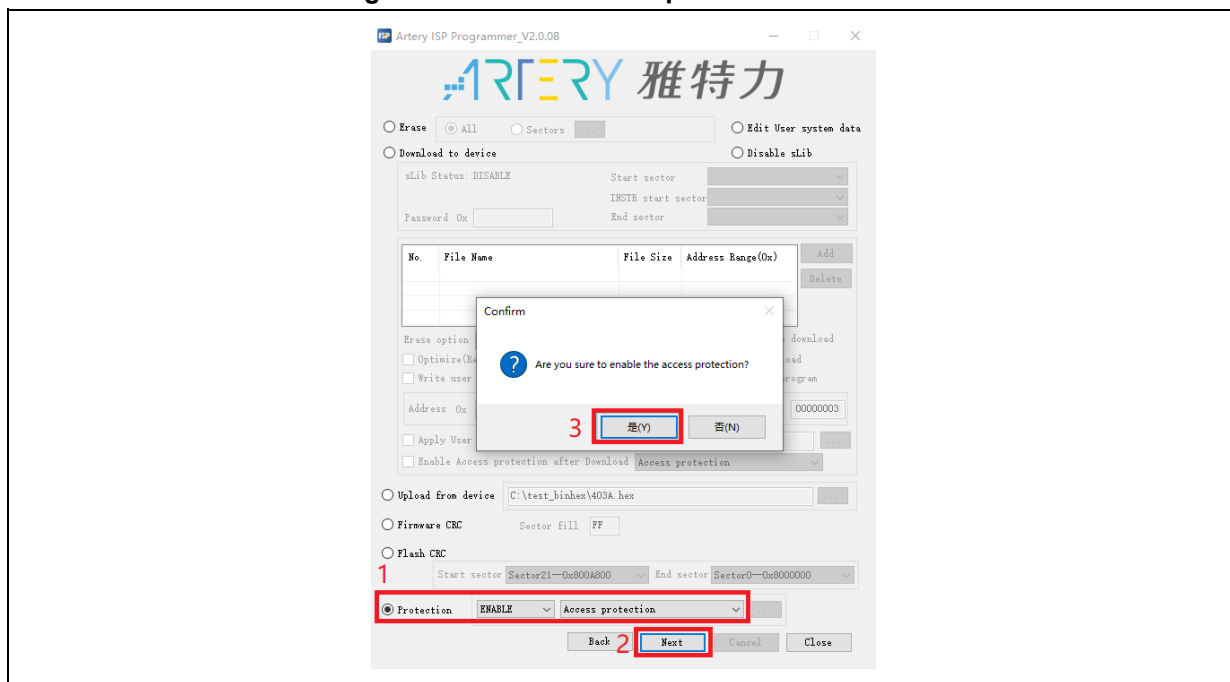 Artery ISP Programmer_V2.0.08
ARTERY 雅特力
Erase All Sectors ... Edit User system data
Download to device Disable sLib
sLib Status: DISABLE Start sector
INSTR start sector
Password 0x End sector
No. File Name File Size Address Range(0x) Add
Delete
Confirm
Erase option download
Optimize(Re
Are you sure to enable the access protection?
Write user
Address 0x 00000003
3 是(Y) 否(N)
Apply User ...
Enable Access protection after Download Access protection
Upload from device C:\test_binhex\403A.hex ...
Firmware CRC Sector fill FF
Flash CRC
1 Start sector Sector21—0x800A800 End sector Sector0—0x8000000
Protection ENABLE Access protection ...
Back 2 Next Cancel Close